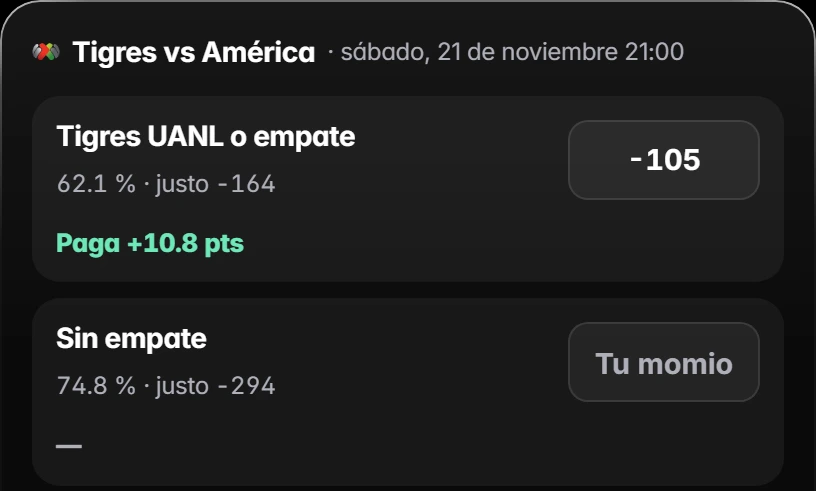 Tigres vs América · sábado, 21 de noviembre 21:00
Tigres UANL o empate
-105
62.1 % · justo -164
Paga +10.8 pts
Sin empate
Tu momio
74.8 % · justo -294
—